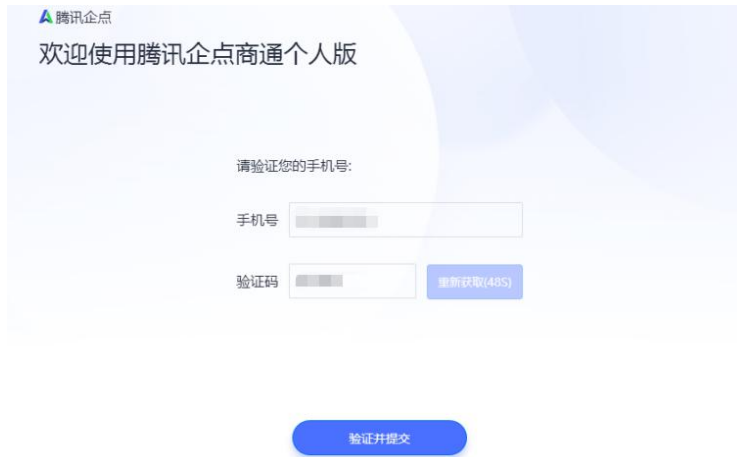 腾讯企点
欢迎使用腾讯企点商通个人版
请验证您的手机号:
手机号
验证码 重新获取(48S)
验证并提交